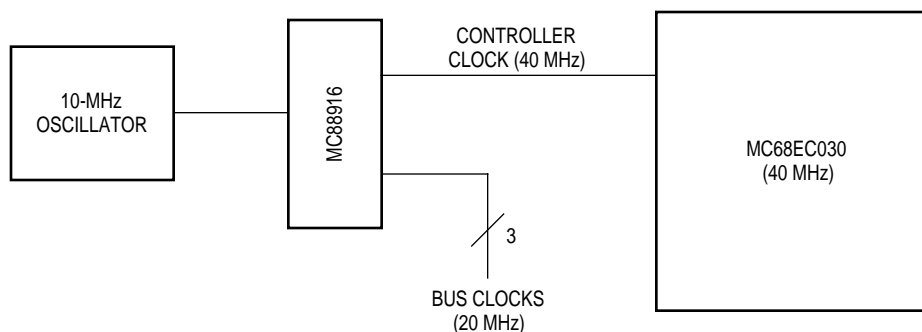 10-MHz
OSCILLATOR
MC88916
CONTROLLER
CLOCK (40 MHz)
3
BUS CLOCKS
(20 MHz)
MC68EC030
(40 MHz)